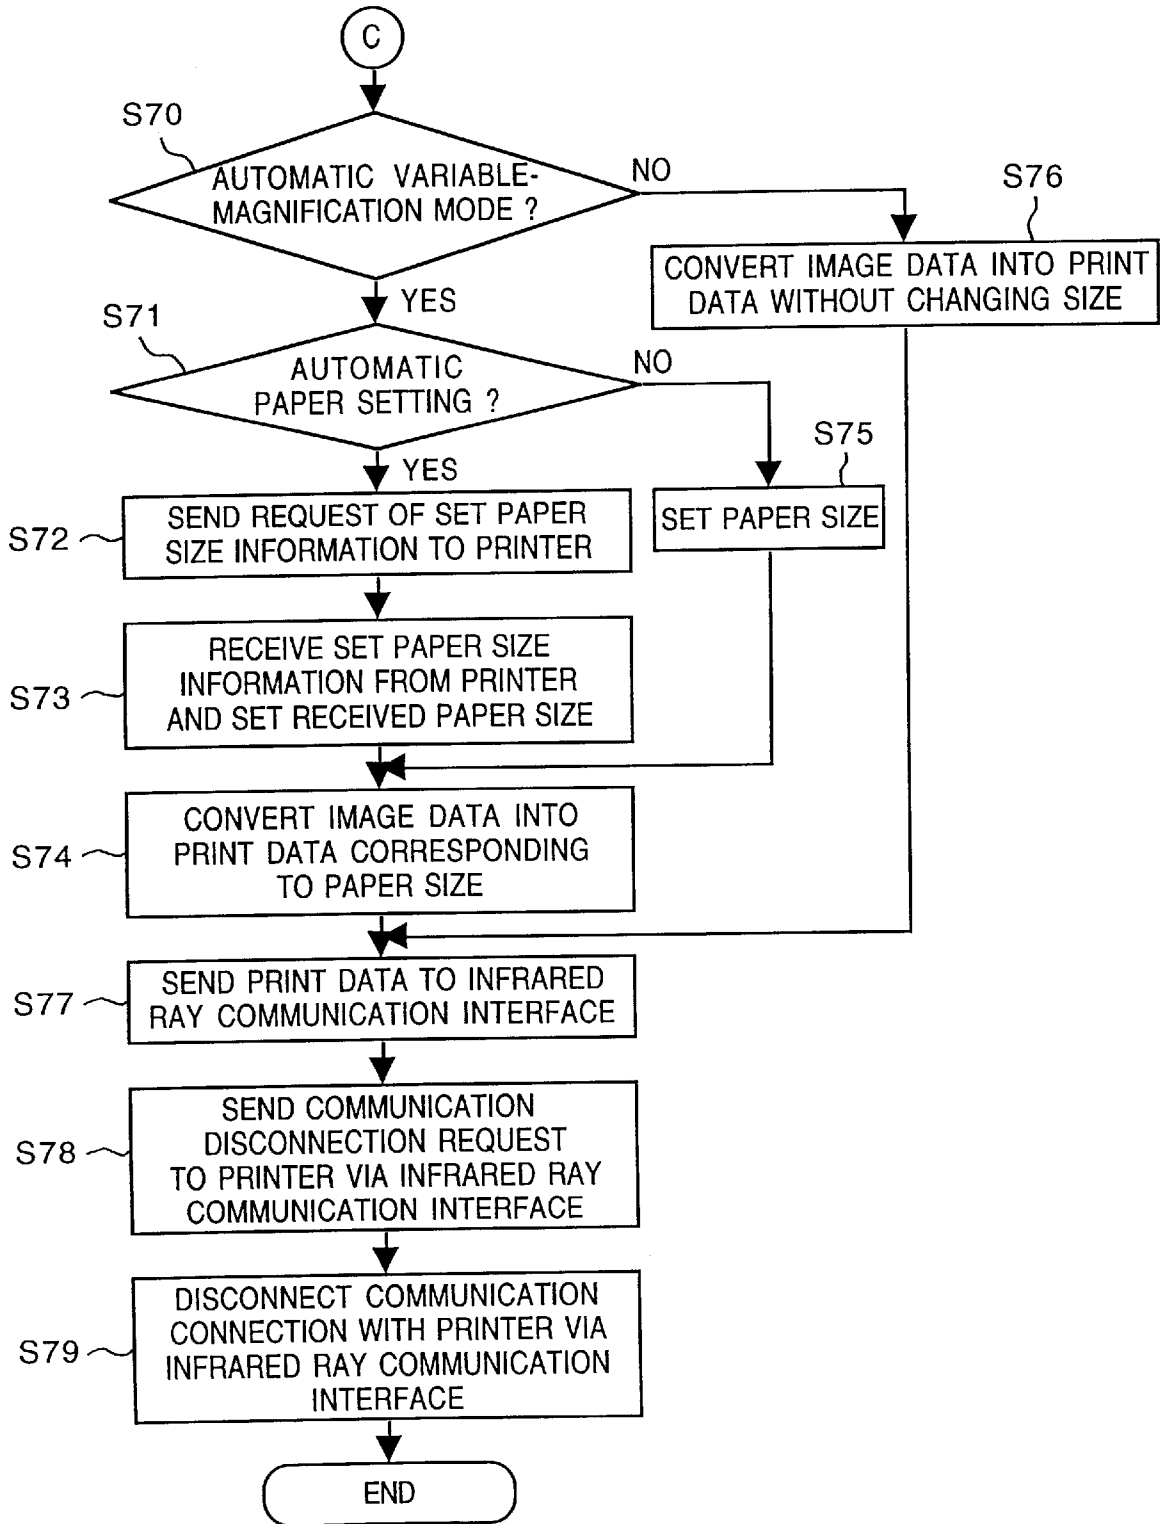 C
S70
AUTOMATIC VARIABLE-
MAGNIFICATION MODE ?
NO
S76
CONVERT IMAGE DATA INTO PRINT
DATA WITHOUT CHANGING SIZE
YES
S71
AUTOMATIC
PAPER SETTING ?
NO
S75
SET PAPER SIZE
YES
S72
SEND REQUEST OF SET PAPER
SIZE INFORMATION TO PRINTER
S73
RECEIVE SET PAPER SIZE
INFORMATION FROM PRINTER
AND SET RECEIVED PAPER SIZE
S74
CONVERT IMAGE DATA INTO
PRINT DATA CORRESPONDING
TO PAPER SIZE
S77
SEND PRINT DATA TO INFRARED
RAY COMMUNICATION INTERFACE
S78
SEND COMMUNICATION
DISCONNECTION REQUEST
TO PRINTER VIA INFRARED RAY
COMMUNICATION INTERFACE
S79
DISCONNECT COMMUNICATION
CONNECTION WITH PRINTER VIA
INFRARED RAY COMMUNICATION
INTERFACE
END